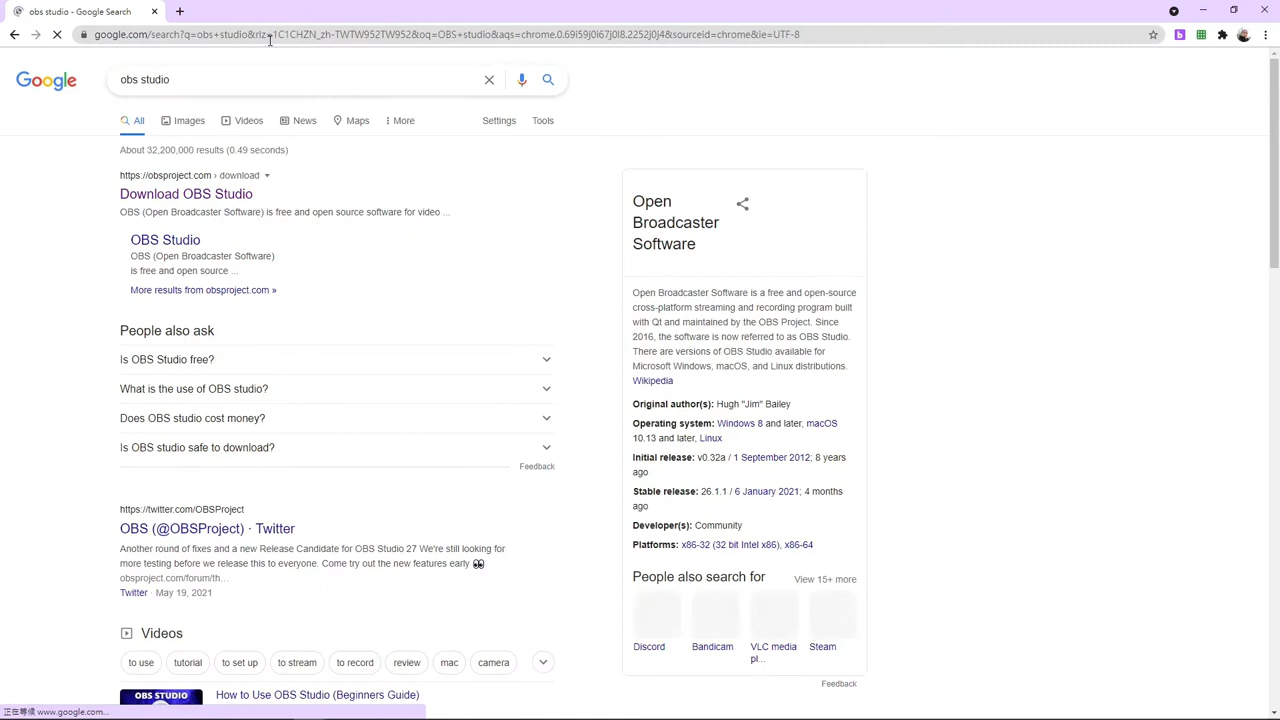 obs studio - Google Search
google.com/search?q=obs+studio&rlz=1C1CHZN_zh-TWTW952TW952&oq=OBS+studio&aqs=chrome.0.69i59j0i67j0l8.2252j0j4&sourceid=chrome&ie=UTF-8
Google
obs studio
All Images Videos News Maps More Settings Tools
About 32,200,000 results (0.49 seconds)
https://obsproject.com › download
Download OBS Studio
OBS (Open Broadcaster Software) is free and open source software for video ...
OBS Studio
OBS (Open Broadcaster Software)
is free and open source ...
More results from obsproject.com »
People also ask
Is OBS Studio free?
What is the use of OBS studio?
Does OBS studio cost money?
Is OBS studio safe to download?
Feedback
https://twitter.com/OBSProject
OBS (@OBSProject) · Twitter
Another round of fixes and a new Release Candidate for OBS Studio 27 We're still looking for
more testing before we release this to everyone. Come try out the new features early 👀
obsproject.com/forum/th...
Twitter · May 19, 2021
Videos
to use tutorial to set up to stream to record review mac camera
OBS STUDIO
How to Use OBS Studio (Beginners Guide)
Open
Broadcaster
Software
Open Broadcaster Software is a free and open-source
cross-platform streaming and recording program built
with Qt and maintained by the OBS Project. Since
2016, the software is now referred to as OBS Studio.
There are versions of OBS Studio available for
Microsoft Windows, macOS, and Linux distributions.
Wikipedia
Original author(s): Hugh "Jim" Bailey
Operating system: Windows 8 and later, macOS
10.13 and later, Linux
Initial release: v0.32a / 1 September 2012; 8 years
ago
Stable release: 26.1.1 / 6 January 2021; 4 months
ago
Developer(s): Community
Platforms: x86-32 (32 bit Intel x86), x86-64
People also search for View 15+ more
Discord Bandicam VLC media Steam
pl...
Feedback
正在等候 www.google.com...